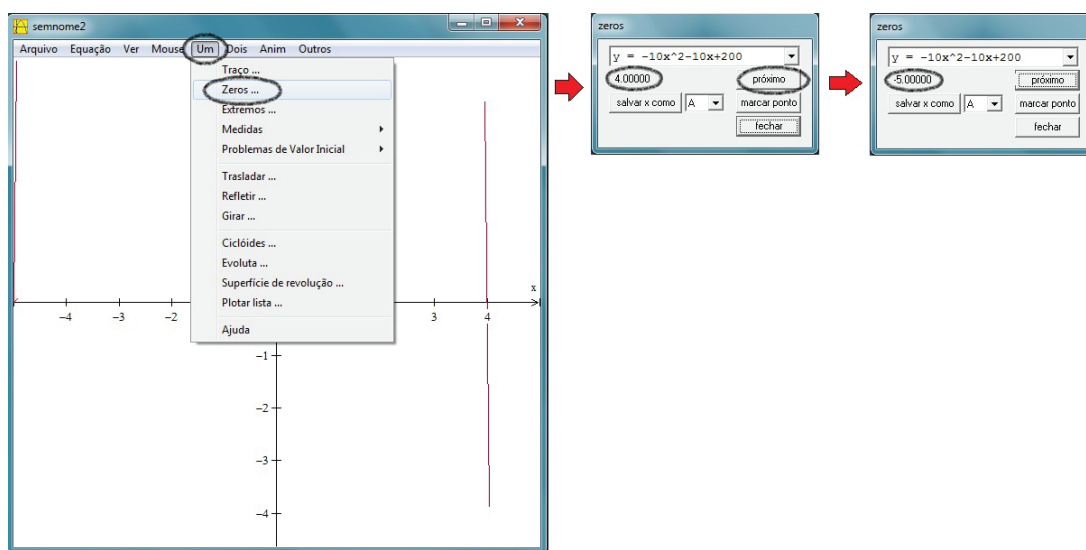 semnome2
Arquivo Equação Ver Mouse Um Dois Anim Outros
Traço ...
Zeros ...
Extremos ...
Medidas
Problemas de Valor Inicial
Trasladar ...
Refletir ...
Girar ...
Ciclóides ...
Evoluta ...
Superfície de revolução ...
Plotar lista ...
Ajuda
x
-4 -3 -2 3 4
-1
-2
-3
-4
zeros
y = -10x^2-10x+200
4.00000 próximo
salvar x como A marcar ponto
fechar
zeros
y = -10x^2-10x+200
-5.00000 próximo
salvar x como A marcar ponto
fechar